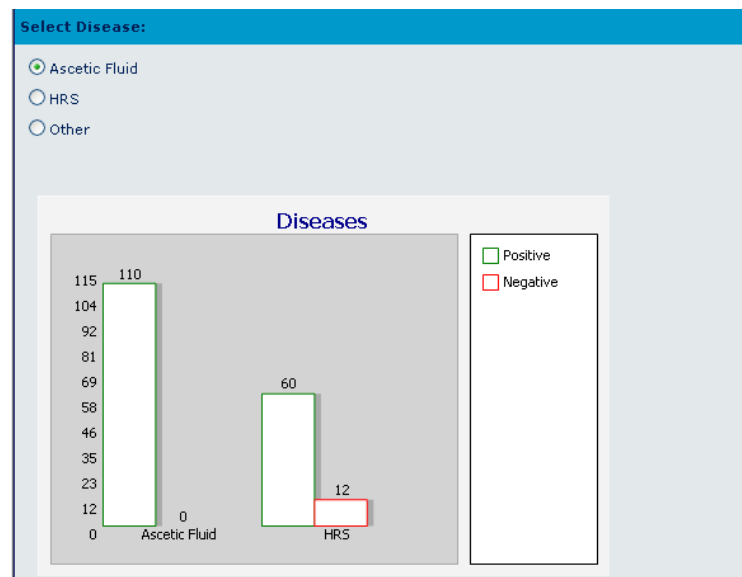 Select Disease:
Ascetic Fluid
HRS
Other
Diseases
115
104
92
81
69
58
46
35
23
12
0
110
0
60
12
Ascetic Fluid
HRS
Positive
Negative